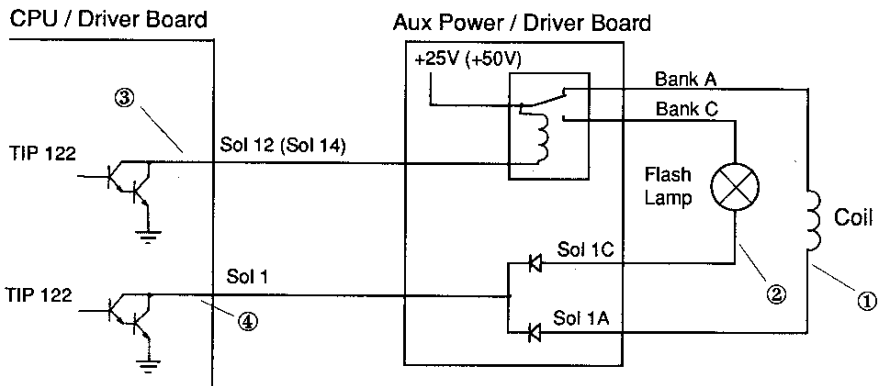 CPU / Driver Board
Aux Power / Driver Board
+25V (+50V)
Bank A
Bank C
③
TIP 122
Sol 12 (Sol 14)
Flash
Lamp
Coil
Sol 1C
Sol 1
②
①
TIP 122
④
Sol 1A